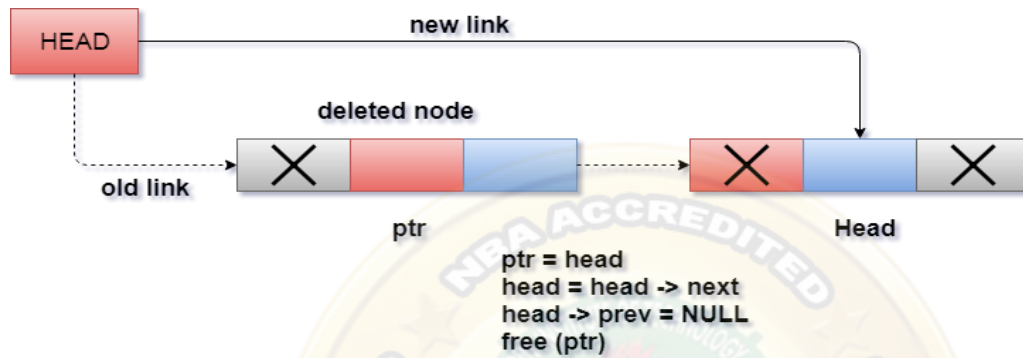 HEAD
new link
deleted node
old link
ptr
Head
NBA ACCREDITED
ptr = head
head = head -> next
head -> prev = NULL
free (ptr)